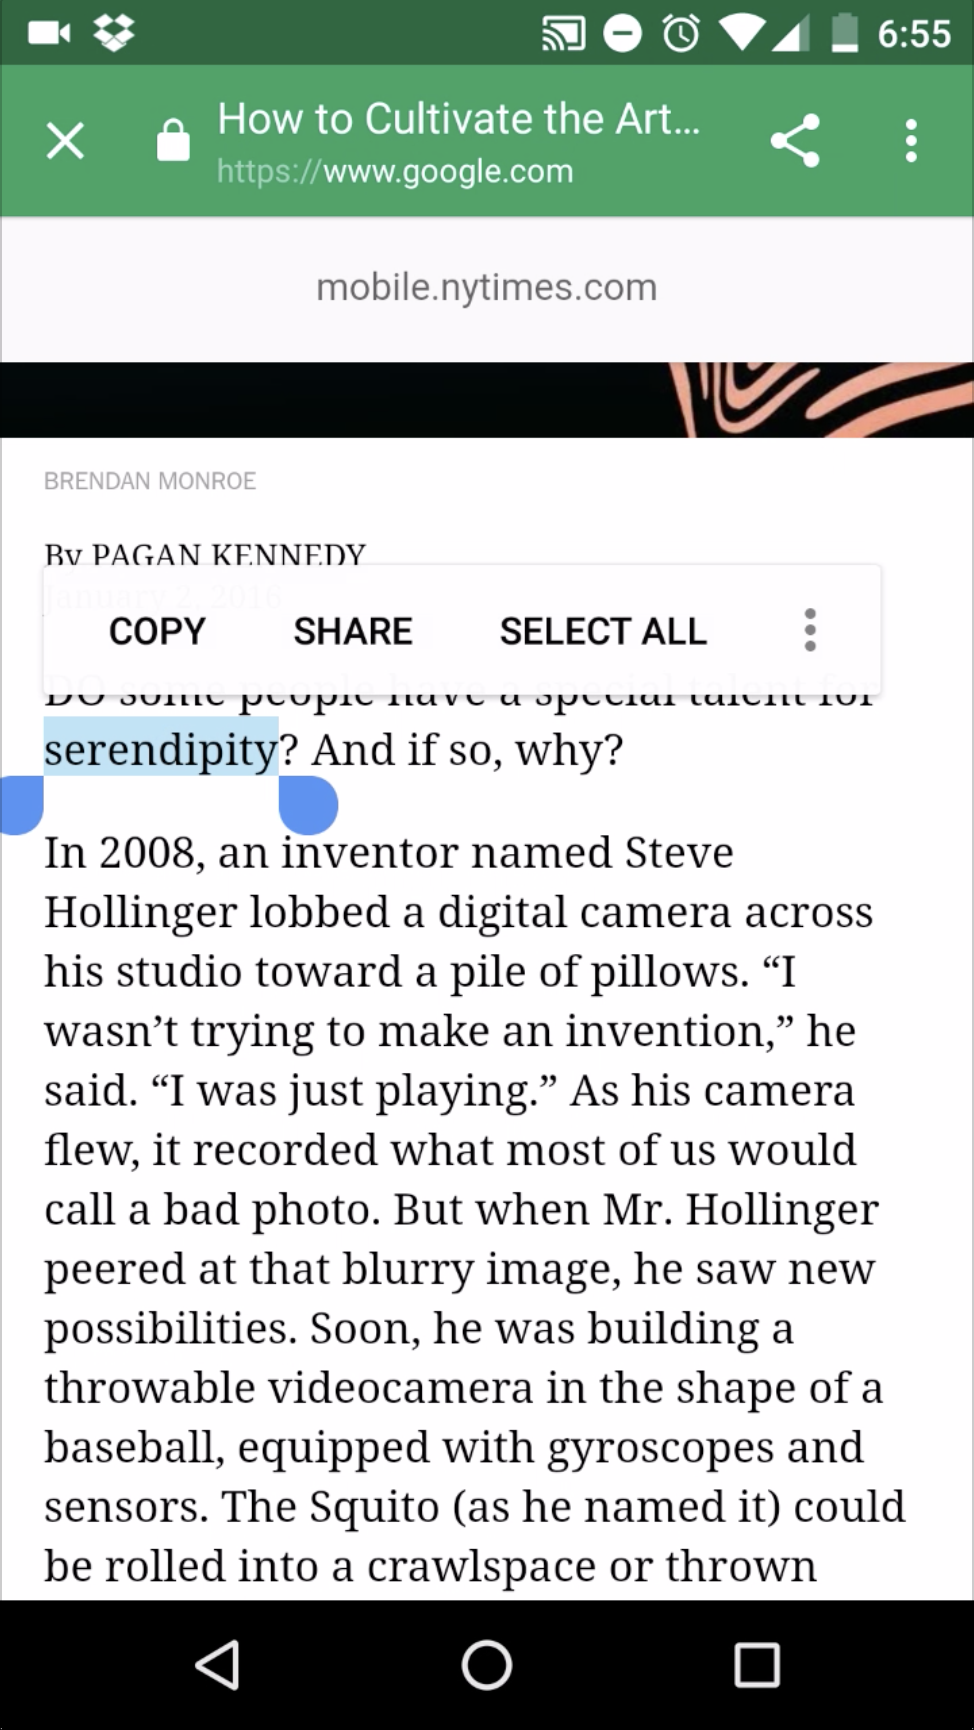 6:55
How to Cultivate the Art...
https://www.google.com
mobile.nytimes.com
BRENDAN MONROE
By PAGAN KENNEDY
January 2, 2016
COPY SHARE SELECT ALL
DO some people have a special talent for
serendipity? And if so, why?
In 2008, an inventor named Steve
Hollinger lobbed a digital camera across
his studio toward a pile of pillows. “I
wasn’t trying to make an invention,” he
said. “I was just playing.” As his camera
flew, it recorded what most of us would
call a bad photo. But when Mr. Hollinger
peered at that blurry image, he saw new
possibilities. Soon, he was building a
throwable videocamera in the shape of a
baseball, equipped with gyroscopes and
sensors. The Squito (as he named it) could
be rolled into a crawlspace or thrown